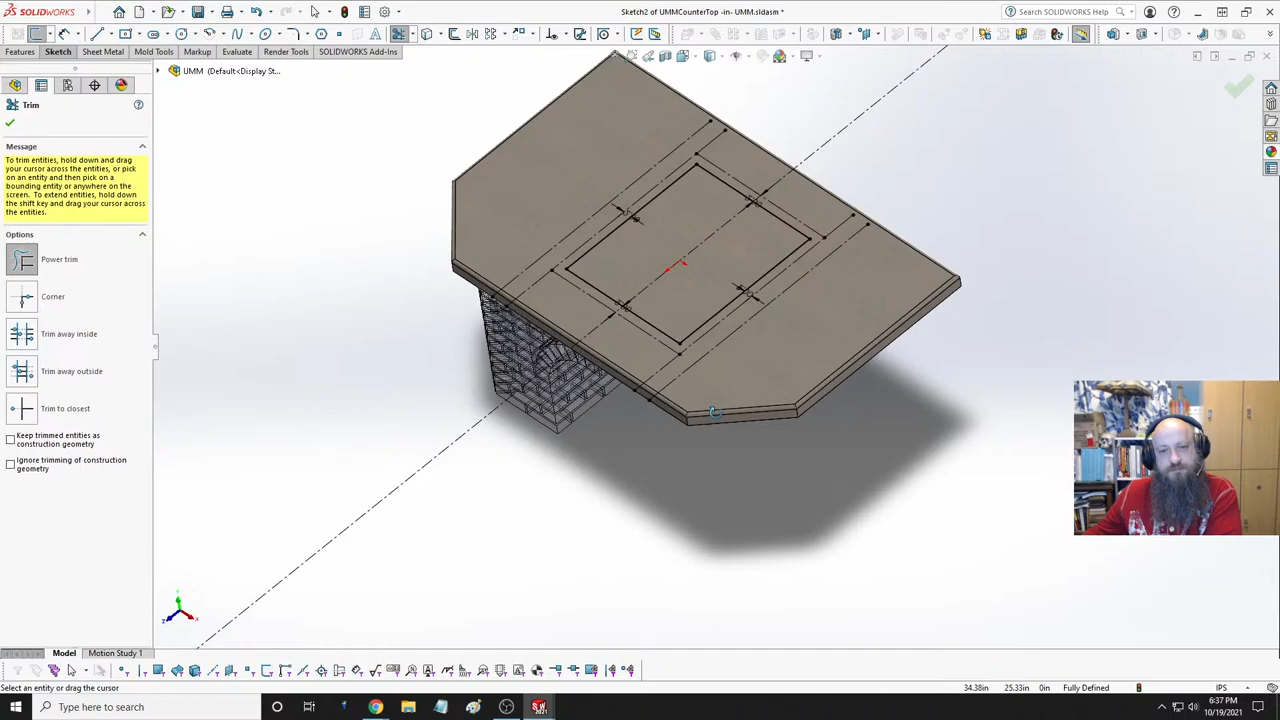 SOLIDWORKS
Sketch2 of UMMCounterTop -in- UMM.sldasm *
Search SOLIDWORKS Help
Features
Sketch
Sheet Metal
Mold Tools
Markup
Evaluate
Render Tools
SOLIDWORKS Add-Ins
UMM (Default<Display St...
Trim
Message
To trim entities, hold down and drag
your cursor across the entities, or pick
on an entity and then pick on a
bounding entity or anywhere on the
screen. To extend entities, hold down
the shift key and drag your cursor across
the entities.
Options
Power trim
Corner
Trim away inside
Trim away outside
Trim to closest
Keep trimmed entities as
construction geometry
Ignore trimming of construction
geometry
Model
Motion Study 1
Select an entity or drag the cursor
34.38in
25.33in
0in
Fully Defined
IPS
Type here to search
6:37 PM
10/19/2021